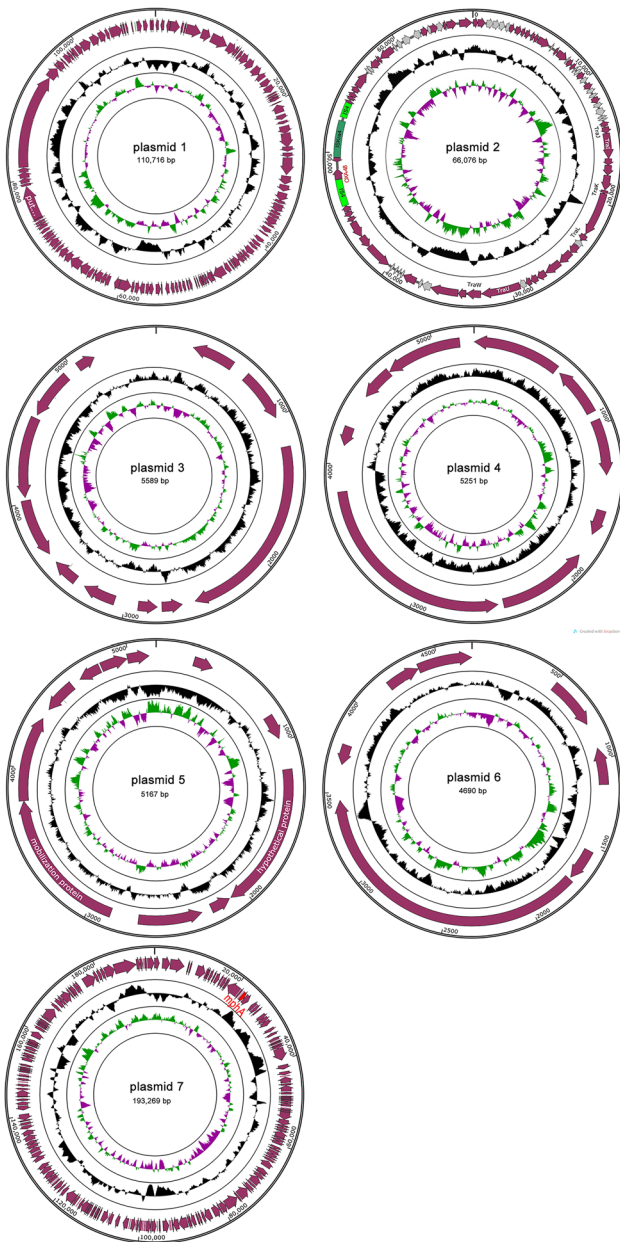 plasmid 1
110,716 bp
20,000
40,000
60,000
80,000
100,000
put...
plasmid 2
66,076 bp
0
10,000
20,000
30,000
40,000
50,000
60,000
TraJ
TraC
TraK
TraL
TraU
TraW
plasmid 3
5589 bp
1000
2000
3000
4000
5000
plasmid 4
5251 bp
1000
2000
3000
4000
5000
Created with
plasmid 5
5167 bp
1000
2000
3000
4000
5000
hypothetical protein
mobilization protein
plasmid 6
4690 bp
500
1000
1500
2000
2500
3000
3500
4000
4500
plasmid 7
193,269 bp
20,000
40,000
60,000
80,000
100,000
120,000
140,000
160,000
180,000
mphA